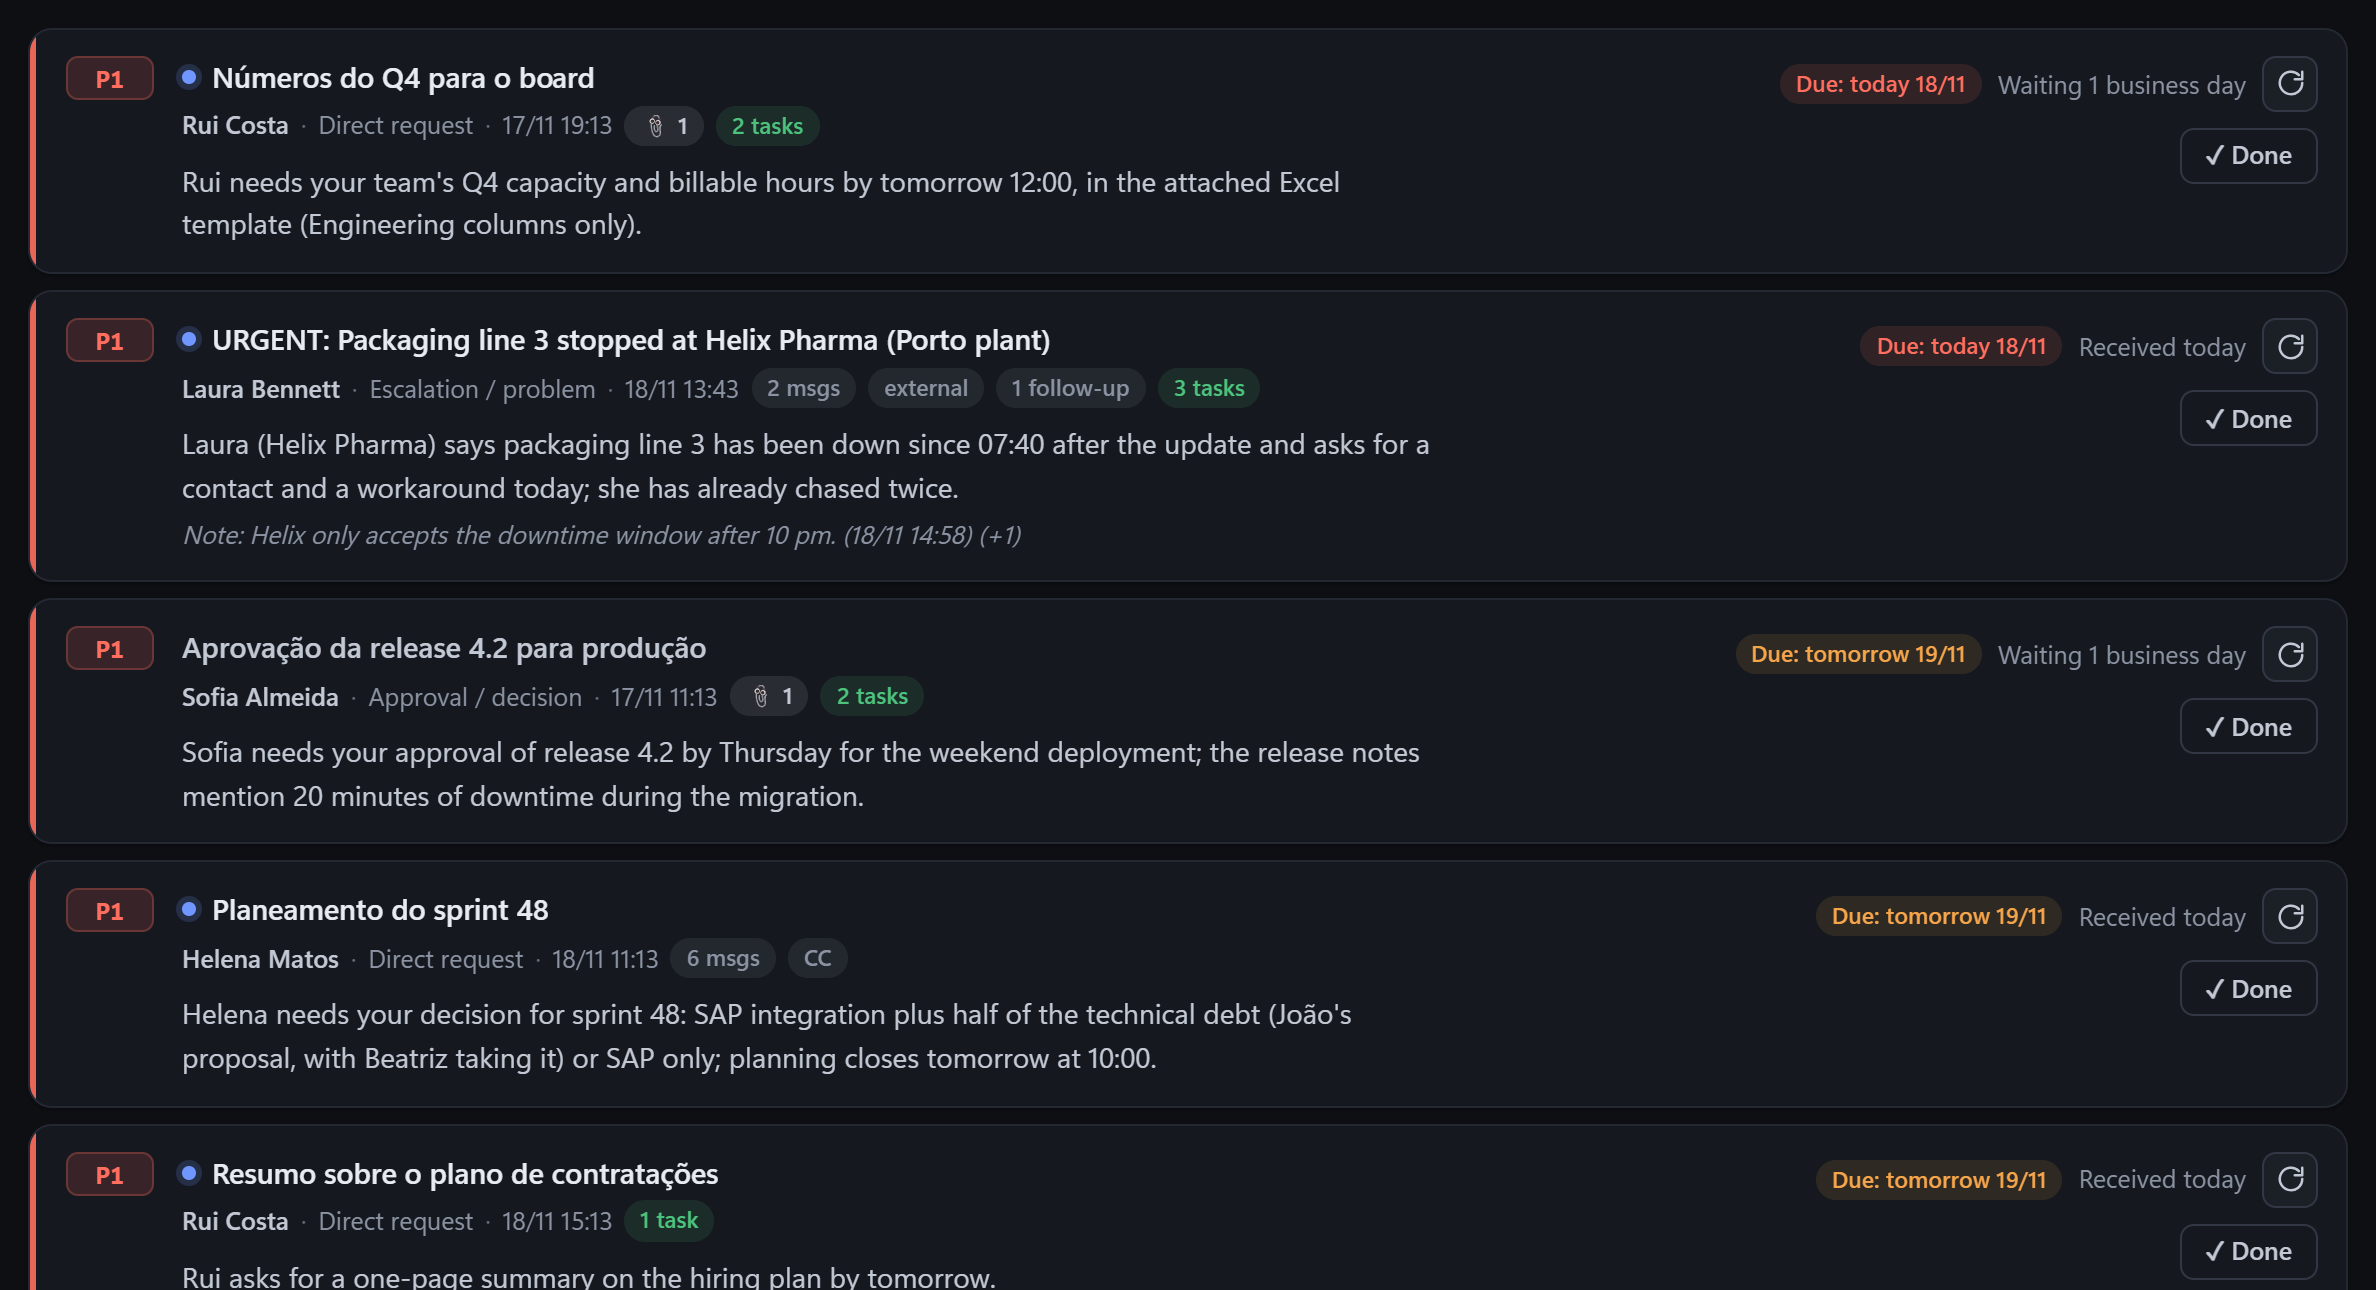 P1 Números do Q4 para o board Due: today 18/11 Waiting 1 business day
Rui Costa · Direct request · 17/11 19:13 1 2 tasks
✓ Done
Rui needs your team's Q4 capacity and billable hours by tomorrow 12:00, in the attached Excel
template (Engineering columns only).
P1 URGENT: Packaging line 3 stopped at Helix Pharma (Porto plant) Due: today 18/11 Received today
Laura Bennett · Escalation / problem · 18/11 13:43 2 msgs external 1 follow-up 3 tasks
✓ Done
Laura (Helix Pharma) says packaging line 3 has been down since 07:40 after the update and asks for a
contact and a workaround today; she has already chased twice.
Note: Helix only accepts the downtime window after 10 pm. (18/11 14:58) (+1)
P1 Aprovação da release 4.2 para produção Due: tomorrow 19/11 Waiting 1 business day
Sofia Almeida · Approval / decision · 17/11 11:13 1 2 tasks
✓ Done
Sofia needs your approval of release 4.2 by Thursday for the weekend deployment; the release notes
mention 20 minutes of downtime during the migration.
P1 Planeamento do sprint 48 Due: tomorrow 19/11 Received today
Helena Matos · Direct request · 18/11 11:13 6 msgs CC
✓ Done
Helena needs your decision for sprint 48: SAP integration plus half of the technical debt (João's
proposal, with Beatriz taking it) or SAP only; planning closes tomorrow at 10:00.
P1 Resumo sobre o plano de contratações Due: tomorrow 19/11 Received today
Rui Costa · Direct request · 18/11 15:13 1 task
✓ Done
Rui asks for a one-page summary on the hiring plan by tomorrow.